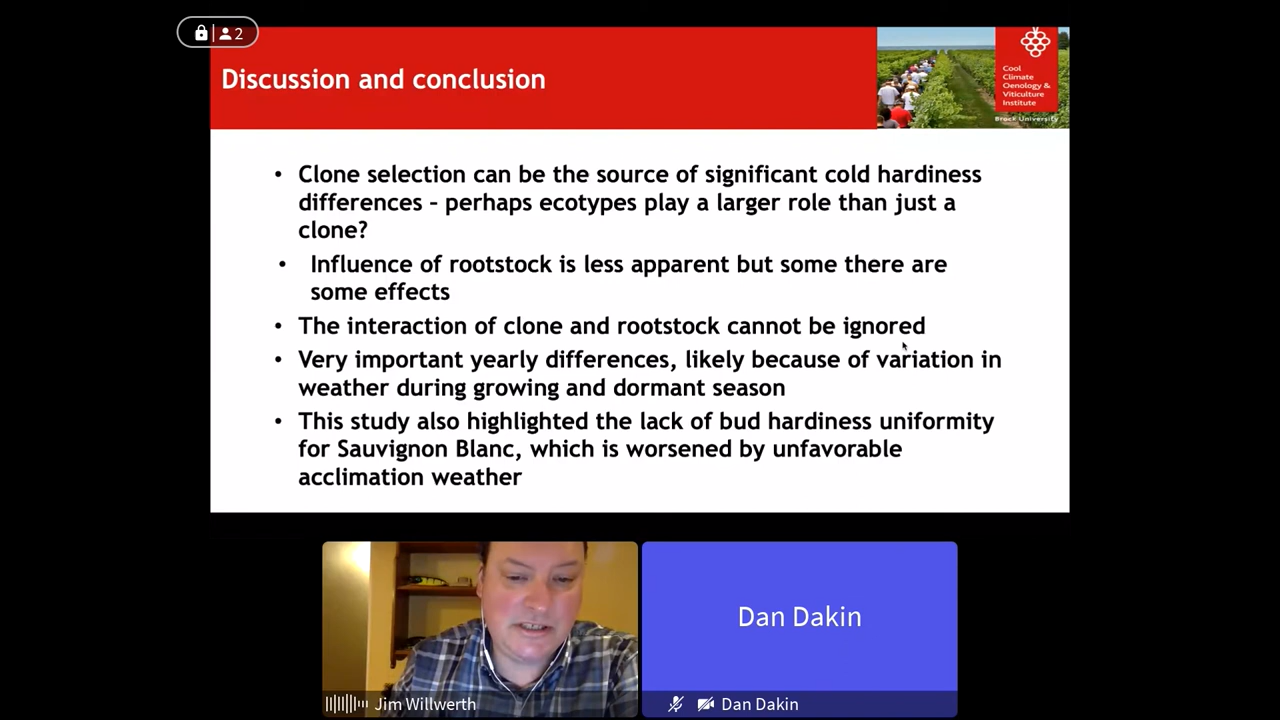 2
Discussion and conclusion
Cool
Climate
Oenology &
Viticulture
Institute
Brock University
• Clone selection can be the source of significant cold hardiness
differences – perhaps ecotypes play a larger role than just a
clone?
• Influence of rootstock is less apparent but some there are
some effects
• The interaction of clone and rootstock cannot be ignored
• Very important yearly differences, likely because of variation in
weather during growing and dormant season
• This study also highlighted the lack of bud hardiness uniformity
for Sauvignon Blanc, which is worsened by unfavorable
acclimation weather
Dan Dakin
Jim Willwerth
Dan Dakin